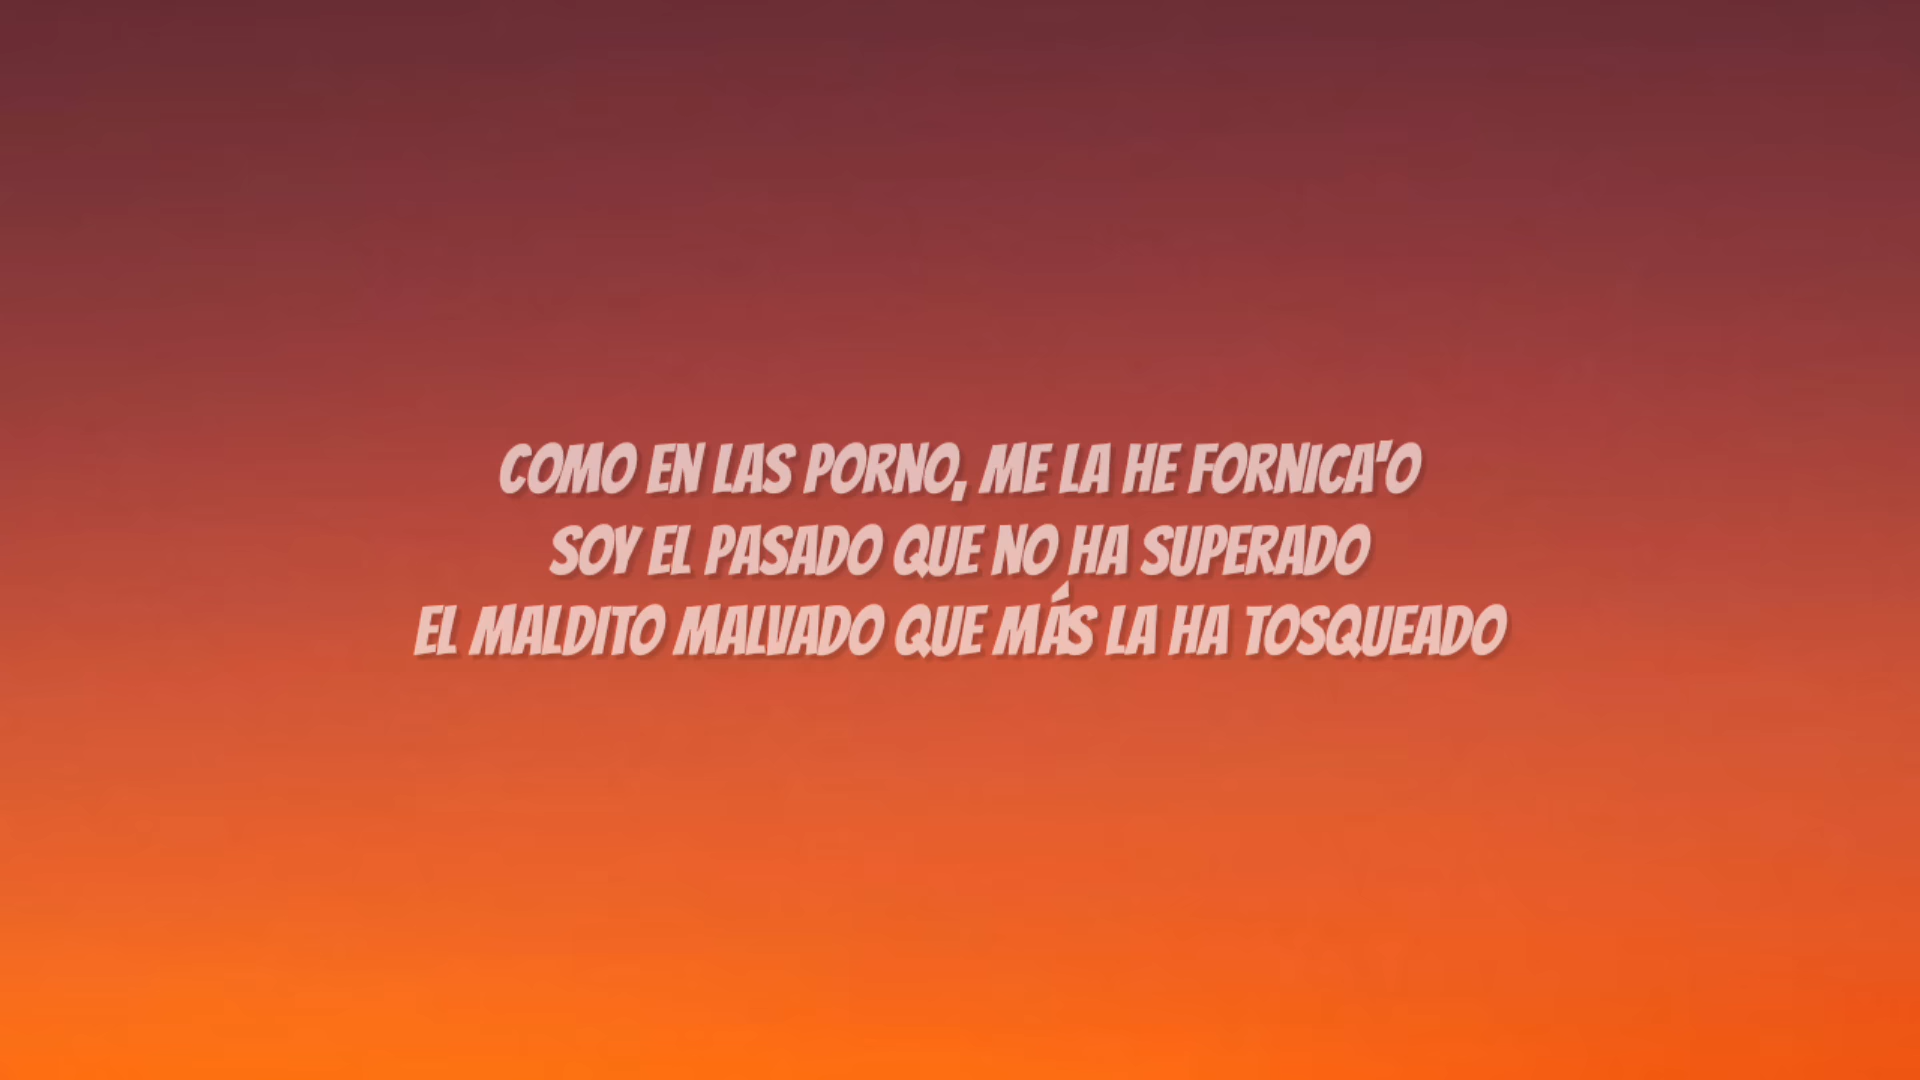 COMO EN LAS PORNO, ME LA HE FORNICA'O
SOY EL PASADO QUE NO HA SUPERADO
EL MALDITO MALVADO QUE MÁS LA HA TOSQUEADO